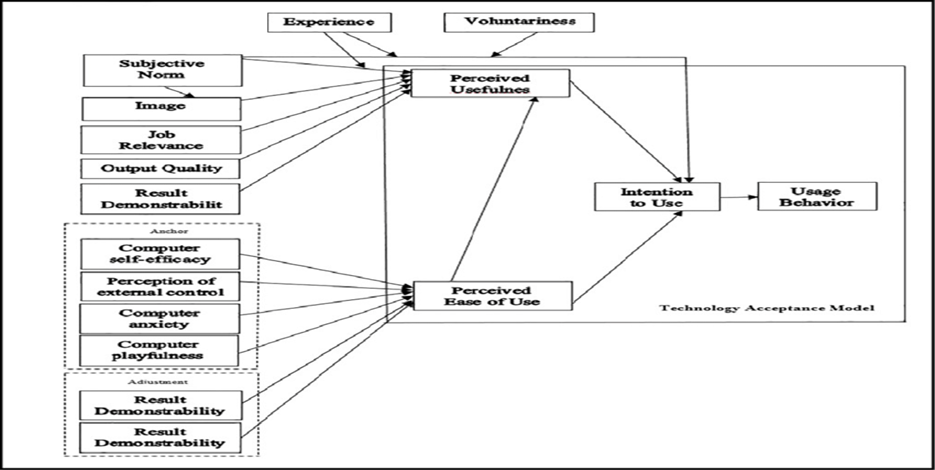 Experience
Voluntariness
Subjective
Norm
Perceived
Usefulnes
Image
Job
Relevance
Output Quality
Result
Demonstrabilit
Intention
to Use
Usage
Behavior
Anchor
Computer
self-efficacy
Perception of
external control
Computer
anxiety
Computer
playfulness
Perceived
Ease of Use
Technology Acceptance Model
Adjustment
Result
Demonstrability
Result
Demonstrability